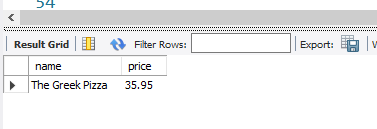 54
Result Grid Filter Rows: Export:
name price
The Greek Pizza 35.95